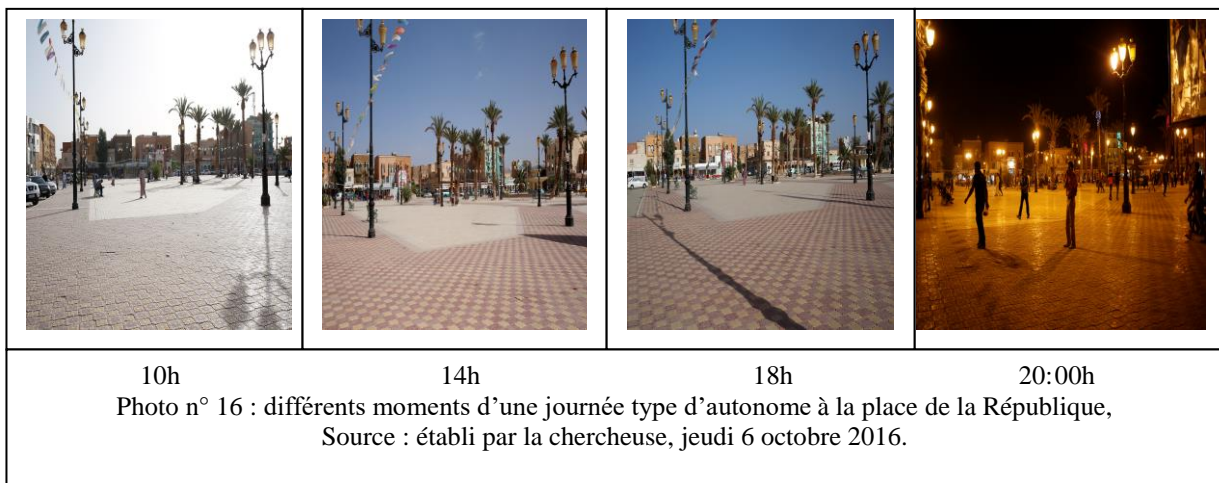 10h 14h 18h 20:00h
Photo n° 16 : différents moments d’une journée type d’autonome à la place de la République,
Source : établi par la chercheuse, jeudi 6 octobre 2016.